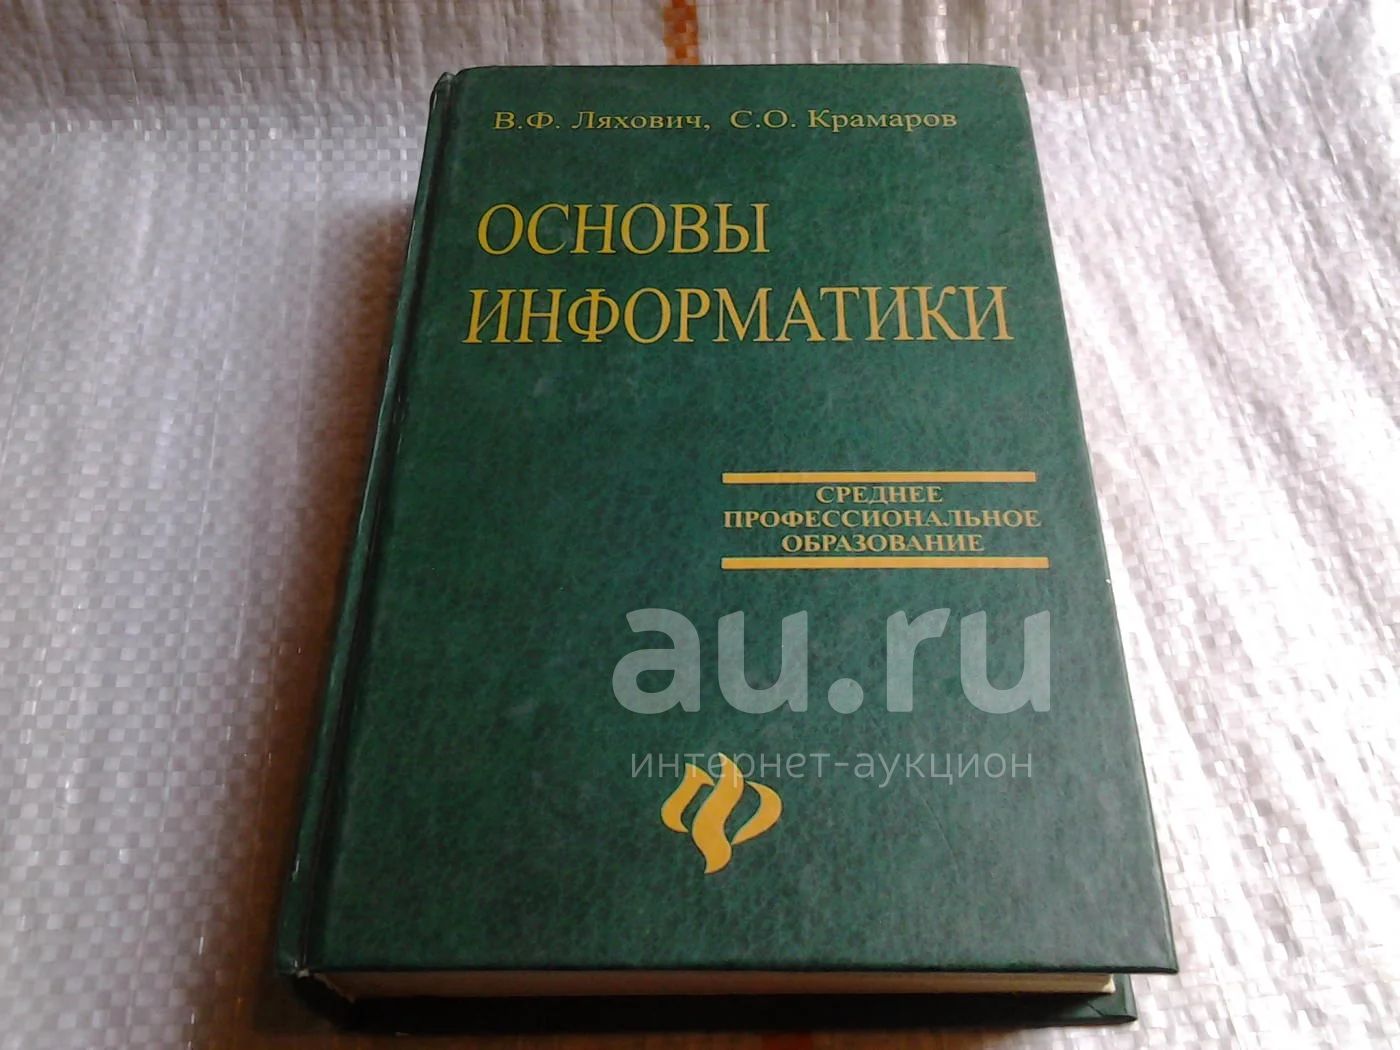 В.Ф. Ляхович, С.О. Крамаров
ОСНОВЫ
ИНФОРМАТИКИ
СРЕДНЕЕ
ПРОФЕССИОНАЛЬНОЕ
ОБРАЗОВАНИЕ
au.ru
интернет-аукцион